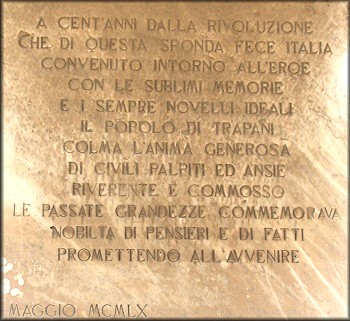 A CENT'ANNI DALLA RIVOLUZIONE
CHE DI QUESTA SPONDA FECE ITALIA
CONVENUTO INTORNO ALL'EROE
CON LE SUBLIMI MEMORIE
E I SEMPRE NOVELLI IDEALI
IL POPOLO DI TRAPANI
COLMA L'ANIMA GENEROSA
DI CIVILI PALPITI ED ANSIE
RIVERENTE E COMMOSSO
LE PASSATE GRANDEZZE COMMEMORAVA
NOBILTA DI PENSIERI E DI FATTI
PROMETTENDO ALL'AVVENIRE
MAGGIO MCMLX